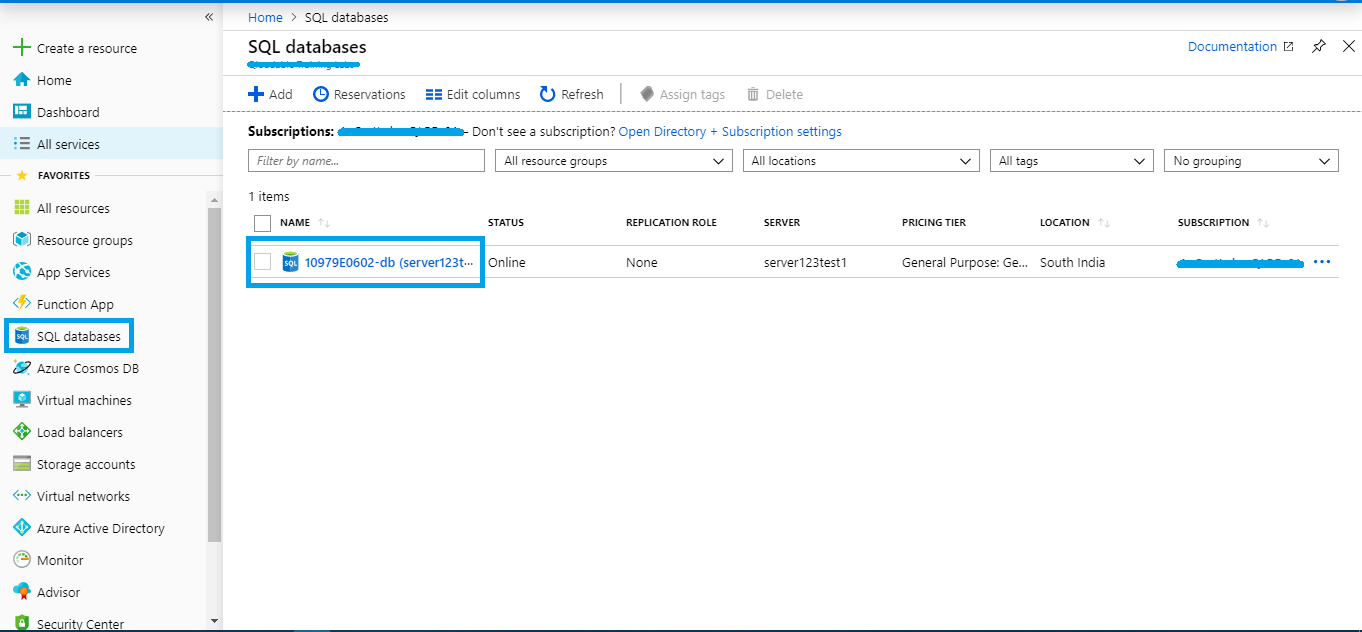 «
Home > SQL databases
Create a resource
Home
Dashboard
All services
FAVORITES
All resources
Resource groups
App Services
Function App
SQL databases
Azure Cosmos DB
Virtual machines
Load balancers
Storage accounts
Virtual networks
Azure Active Directory
Monitor
Advisor
Security Center
SQL databases
Documentation
Add
Reservations
Edit columns
Refresh
Assign tags
Delete
Subscriptions: – Don't see a subscription? Open Directory + Subscription settings
Filter by name...
All resource groups
All locations
All tags
No grouping
1 items
NAME STATUS REPLICATION ROLE SERVER PRICING TIER LOCATION SUBSCRIPTION
SQL 10979E0602-db (server123t... Online None server123test1 General Purpose: Ge... South India ...